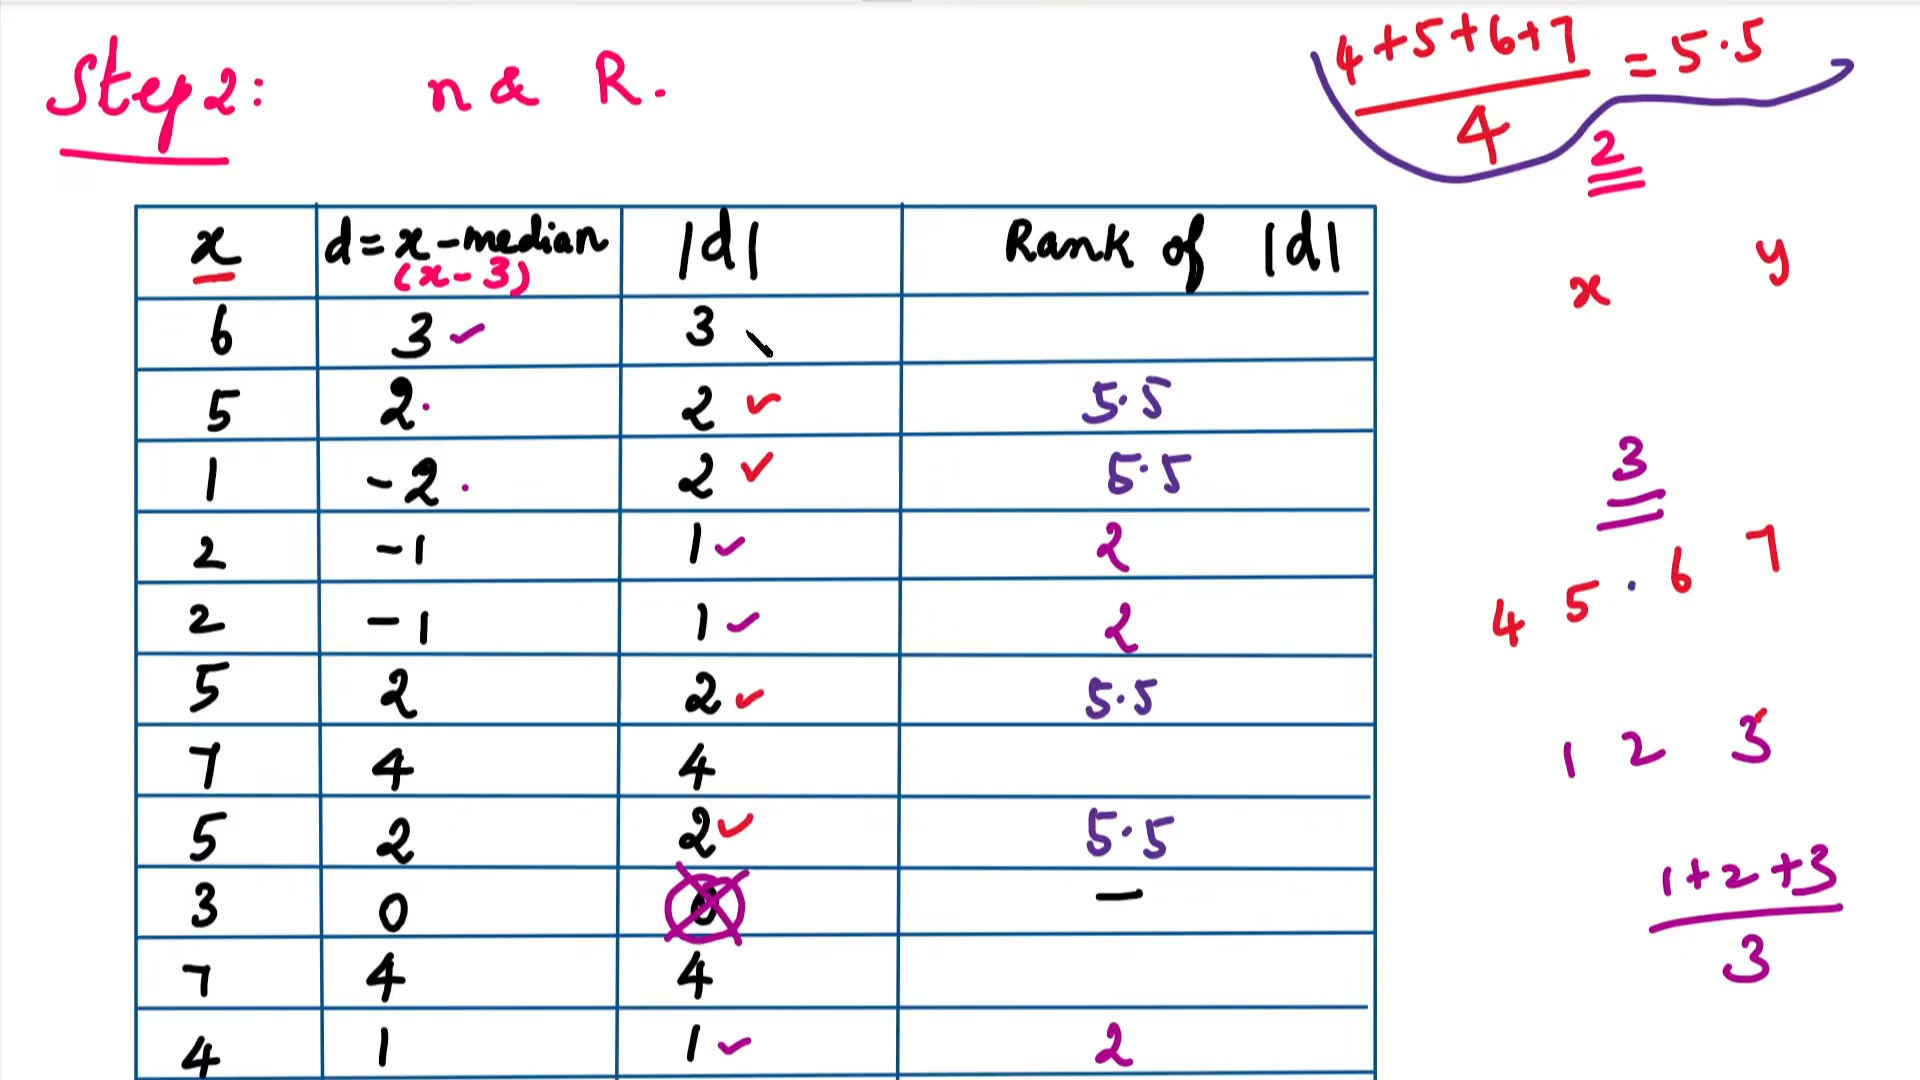 Step 2: n & R.
4+5+6+7 = 5.5
4
2
x d = x - median |d| Rank of |d|
(x - 3)
x y
6 3 3
5 2 2 5.5
1 -2 2 5.5
3
2 -1 1 2
4 5 . 6 7
2 -1 1 2
5 2 2 5.5
7 4 4
1 2 3
5 2 2 5.5
3 0 0 —
1+2+3
3
7 4 4
4 1 1 2